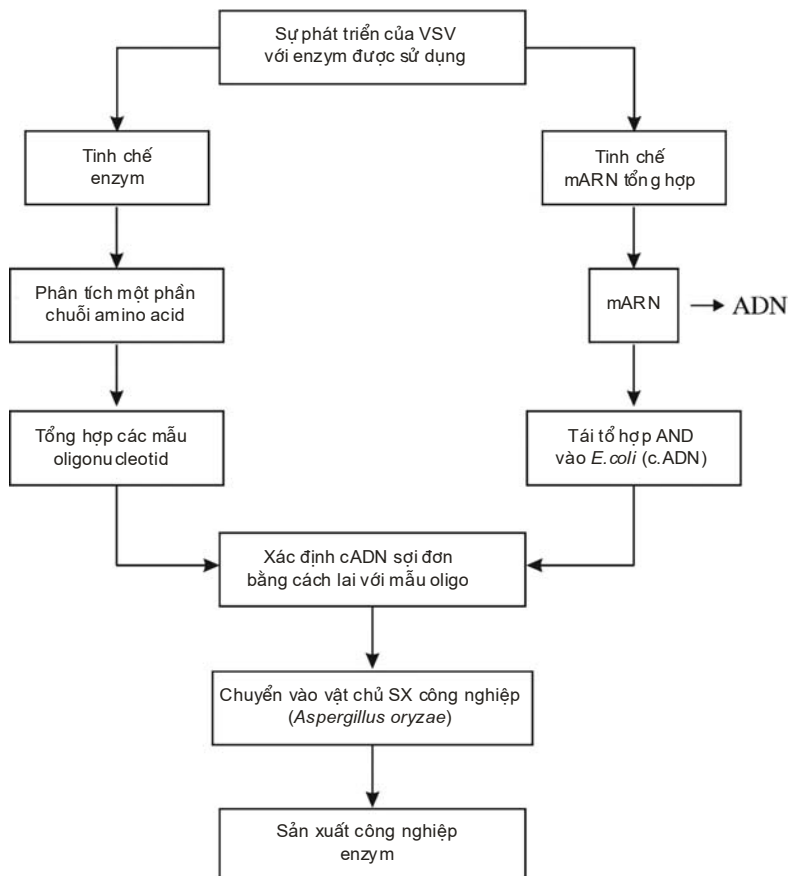 Sự phát triển của VSV
với enzym được sử dụng
Tinh chế
enzym
Tinh chế
mARN tổng hợp
Phân tích một phần
chuỗi amino acid
mARN
ADN
Tổng hợp các mẫu
oligonucleotid
Tái tổ hợp AND
vào E.coli (c.ADN)
Xác định cADN sợi đơn
bằng cách lai với mẫu oligo
Chuyển vào vật chủ SX công nghiệp
(Aspergillus oryzae)
Sản xuất công nghiệp
enzym